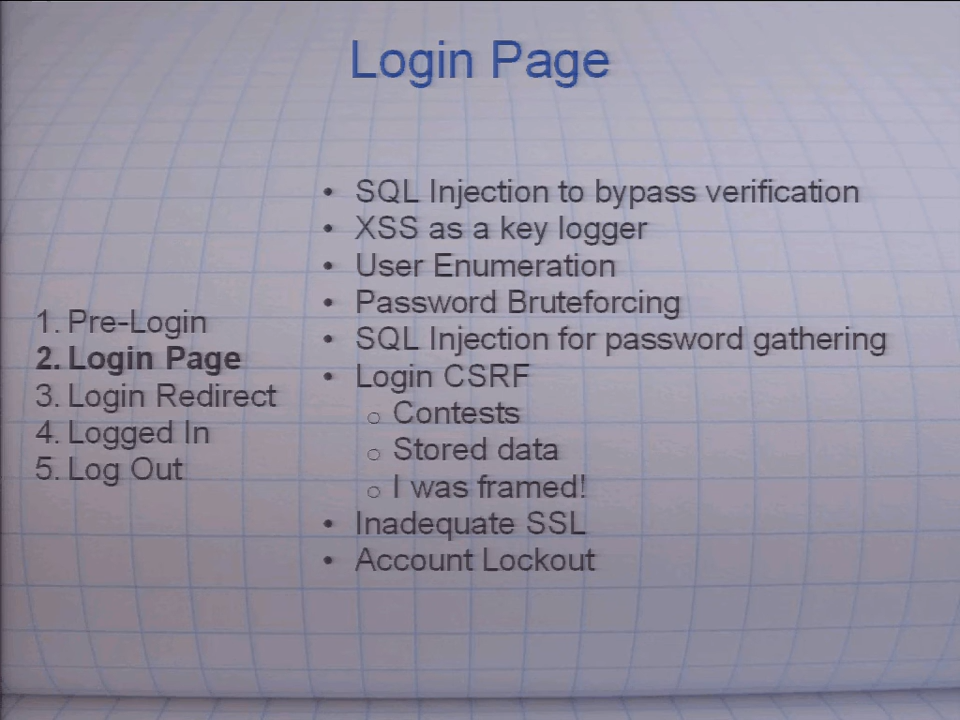 Login Page
1. Pre-Login
2. Login Page
3. Login Redirect
4. Logged In
5. Log Out
• SQL Injection to bypass verification
• XSS as a key logger
• User Enumeration
• Password Bruteforcing
• SQL Injection for password gathering
• Login CSRF
o Contests
o Stored data
o I was framed!
• Inadequate SSL
• Account Lockout